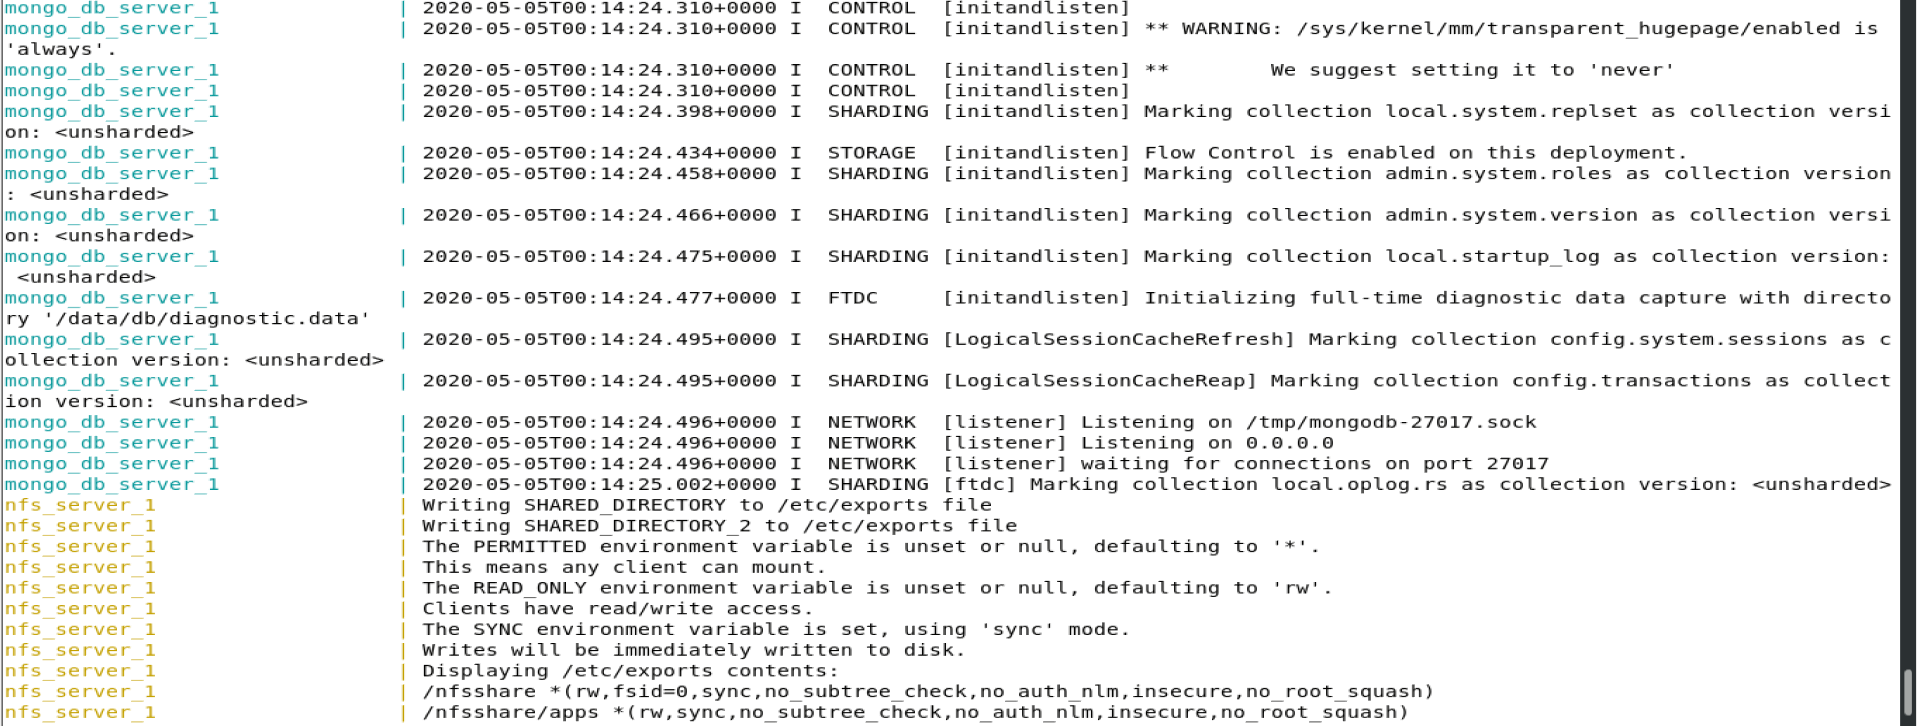 mongo_db_server_1 | 2020-05-05T00:14:24.310+0000 I CONTROL [initandlisten]
mongo_db_server_1 | 2020-05-05T00:14:24.310+0000 I CONTROL [initandlisten] ** WARNING: /sys/kernel/mm/transparent_hugepage/enabled is
'always'.
mongo_db_server_1 | 2020-05-05T00:14:24.310+0000 I CONTROL [initandlisten] ** We suggest setting it to 'never'
mongo_db_server_1 | 2020-05-05T00:14:24.310+0000 I CONTROL [initandlisten]
mongo_db_server_1 | 2020-05-05T00:14:24.398+0000 I SHARDING [initandlisten] Marking collection local.system.replset as collection versi
on: <unsharded>
mongo_db_server_1 | 2020-05-05T00:14:24.434+0000 I STORAGE [initandlisten] Flow Control is enabled on this deployment.
mongo_db_server_1 | 2020-05-05T00:14:24.458+0000 I SHARDING [initandlisten] Marking collection admin.system.roles as collection version
: <unsharded>
mongo_db_server_1 | 2020-05-05T00:14:24.466+0000 I SHARDING [initandlisten] Marking collection admin.system.version as collection versi
on: <unsharded>
mongo_db_server_1 | 2020-05-05T00:14:24.475+0000 I SHARDING [initandlisten] Marking collection local.startup_log as collection version:
<unsharded>
mongo_db_server_1 | 2020-05-05T00:14:24.477+0000 I FTDC [initandlisten] Initializing full-time diagnostic data capture with directo
ry '/data/db/diagnostic.data'
mongo_db_server_1 | 2020-05-05T00:14:24.495+0000 I SHARDING [LogicalSessionCacheRefresh] Marking collection config.system.sessions as c
ollection version: <unsharded>
mongo_db_server_1 | 2020-05-05T00:14:24.495+0000 I SHARDING [LogicalSessionCacheReap] Marking collection config.transactions as collect
ion version: <unsharded>
mongo_db_server_1 | 2020-05-05T00:14:24.496+0000 I NETWORK [listener] Listening on /tmp/mongodb-27017.sock
mongo_db_server_1 | 2020-05-05T00:14:24.496+0000 I NETWORK [listener] Listening on 0.0.0.0
mongo_db_server_1 | 2020-05-05T00:14:24.496+0000 I NETWORK [listener] waiting for connections on port 27017
mongo_db_server_1 | 2020-05-05T00:14:25.002+0000 I SHARDING [ftdc] Marking collection local.oplog.rs as collection version: <unsharded>
nfs_server_1 | Writing SHARED_DIRECTORY to /etc/exports file
nfs_server_1 | Writing SHARED_DIRECTORY_2 to /etc/exports file
nfs_server_1 | The PERMITTED environment variable is unset or null, defaulting to '*'.
nfs_server_1 | This means any client can mount.
nfs_server_1 | The READ_ONLY environment variable is unset or null, defaulting to 'rw'.
nfs_server_1 | Clients have read/write access.
nfs_server_1 | The SYNC environment variable is set, using 'sync' mode.
nfs_server_1 | Writes will be immediately written to disk.
nfs_server_1 | Displaying /etc/exports contents:
nfs_server_1 | /nfsshare *(rw,fsid=0,sync,no_subtree_check,no_auth_nlm,insecure,no_root_squash)
nfs_server_1 | /nfsshare/apps *(rw,sync,no_subtree_check,no_auth_nlm,insecure,no_root_squash)